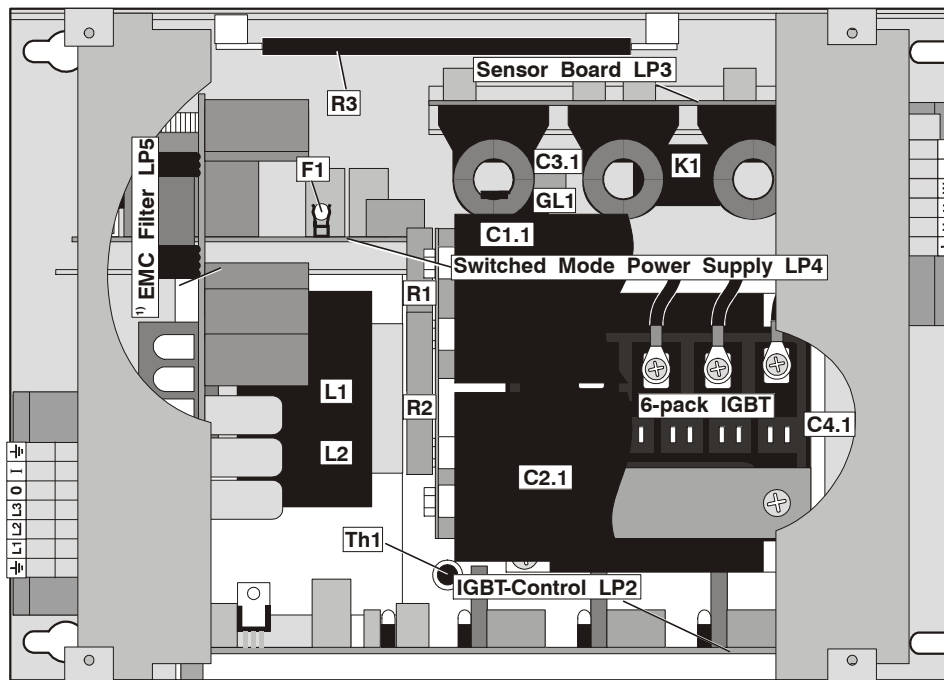 Sensor Board LP3
R3
F1
C3.1
K1
GL1
C1.1
1) EMC Filter LP5
Switched Mode Power Supply LP4
R1
L1
R2
6-pack IGBT
C4.1
L2
C2.1
I
0
L3
L2
L1
Th1
IGBT-Control LP2